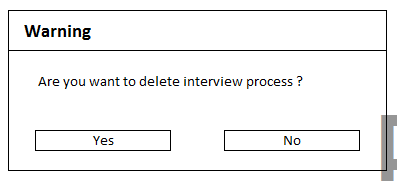 Warning
Are you want to delete interview process ?
Yes
No